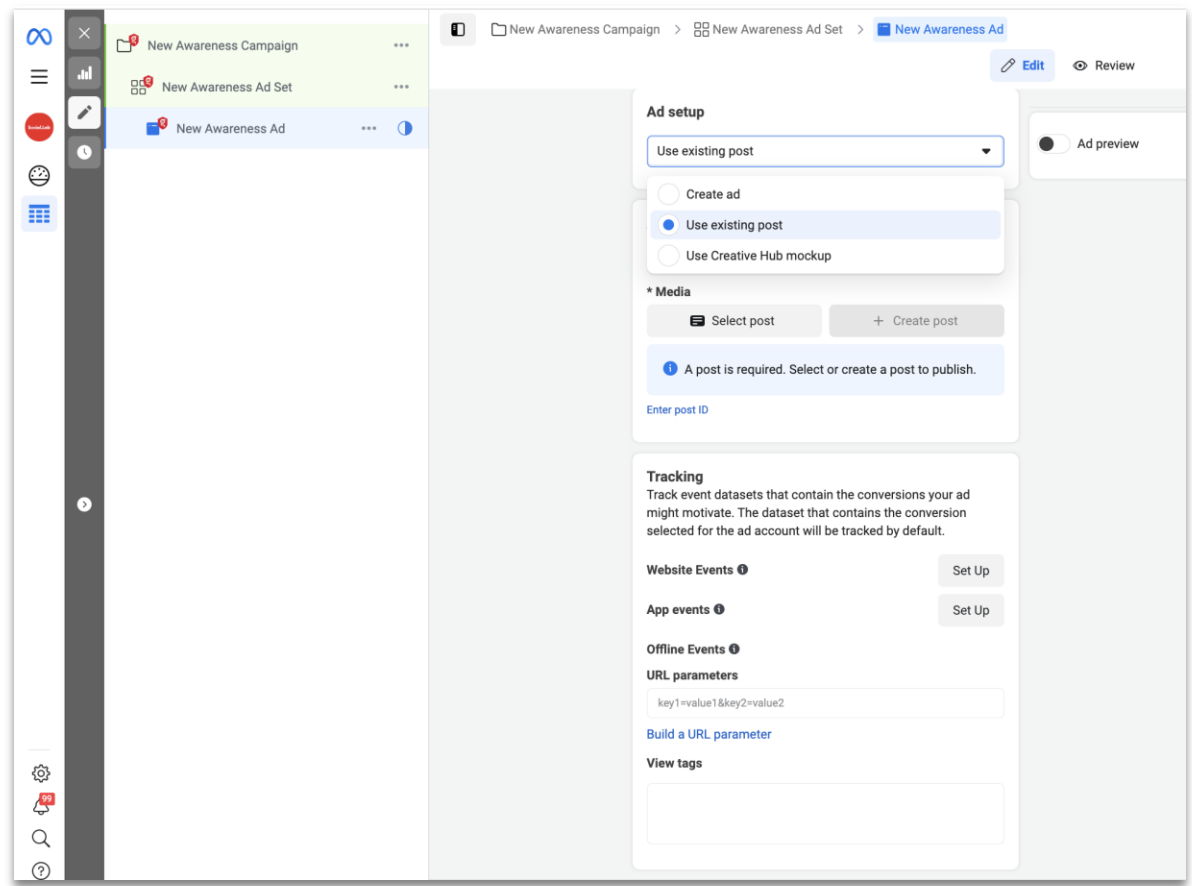 New Awareness Campaign
New Awareness Ad Set
New Awareness Ad
New Awareness Campaign > New Awareness Ad Set > New Awareness Ad
Edit
Review
Ad setup
Use existing post
Create ad
Use existing post
Use Creative Hub mockup
* Media
Select post
+ Create post
A post is required. Select or create a post to publish.
Enter post ID
Tracking
Track event datasets that contain the conversions your ad
might motivate. The dataset that contains the conversion
selected for the ad account will be tracked by default.
Website Events
Set Up
App events
Set Up
Offline Events
URL parameters
key1=value1&key2=value2
Build a URL parameter
View tags
Ad preview
99